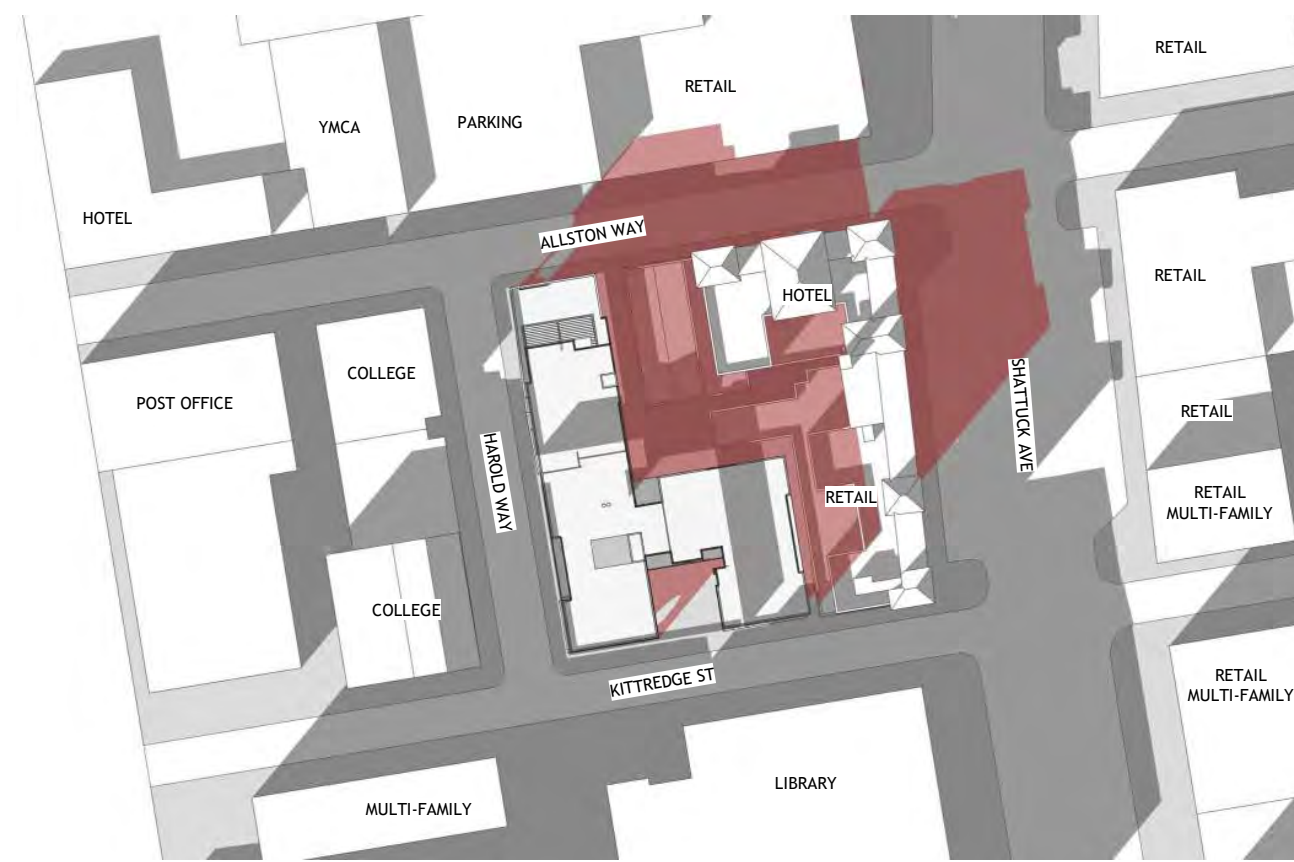 RETAIL
RETAIL
YMCA
PARKING
HOTEL
ALLSTON WAY
RETAIL
HOTEL
COLLEGE
POST OFFICE
SHATTUCK AVE
RETAIL
HAROLD WAY
RETAIL
RETAIL
MULTI-FAMILY
COLLEGE
KITTREDGE ST
RETAIL
MULTI-FAMILY
LIBRARY
MULTI-FAMILY